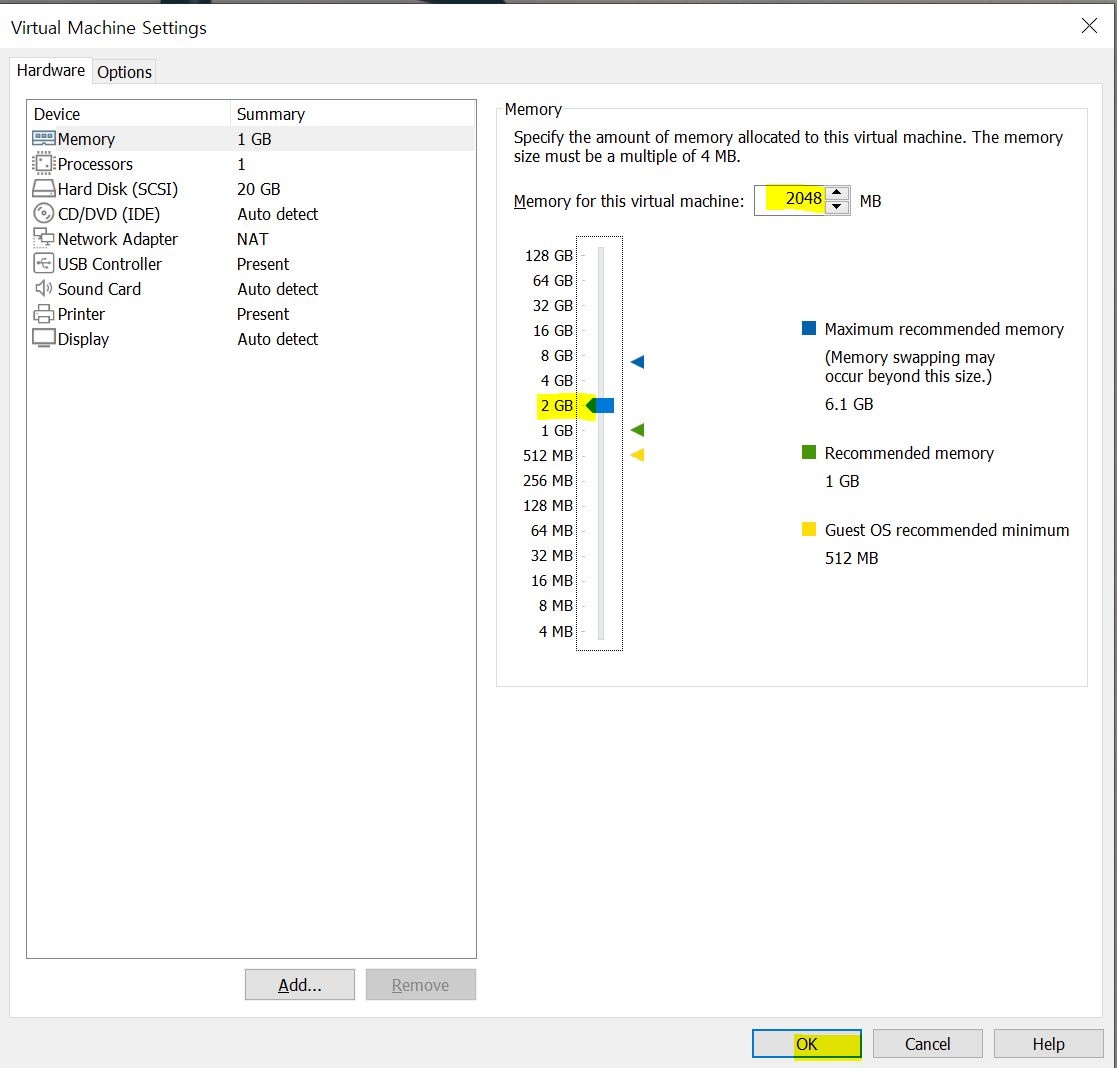 Virtual Machine Settings
Hardware Options
Device Summary
Memory 1 GB
Processors 1
Hard Disk (SCSI) 20 GB
CD/DVD (IDE) Auto detect
Network Adapter NAT
USB Controller Present
Sound Card Auto detect
Printer Present
Display Auto detect
Add... Remove
Memory
Specify the amount of memory allocated to this virtual machine. The memory
size must be a multiple of 4 MB.
Memory for this virtual machine: 2048 MB
128 GB
64 GB
32 GB
16 GB
8 GB
4 GB
2 GB
1 GB
512 MB
256 MB
128 MB
64 MB
32 MB
16 MB
8 MB
4 MB
Maximum recommended memory
(Memory swapping may
occur beyond this size.)
6.1 GB
Recommended memory
1 GB
Guest OS recommended minimum
512 MB
OK Cancel Help